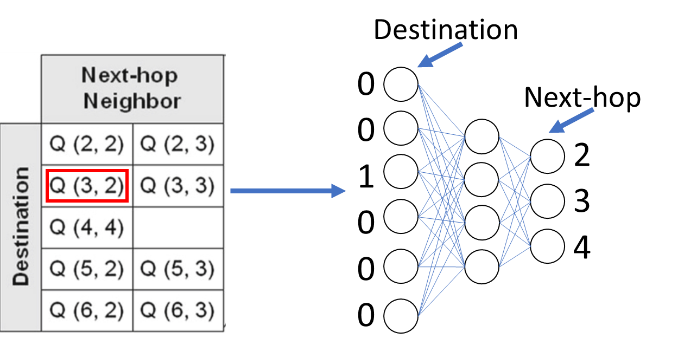 Next-hop
Neighbor
Destination
Q (2, 2) Q (2, 3)
Q (3, 2) Q (3, 3)
Q (4, 4)
Q (5, 2) Q (5, 3)
Q (6, 2) Q (6, 3)
Destination
0
0
1
0
0
0
Next-hop
2
3
4